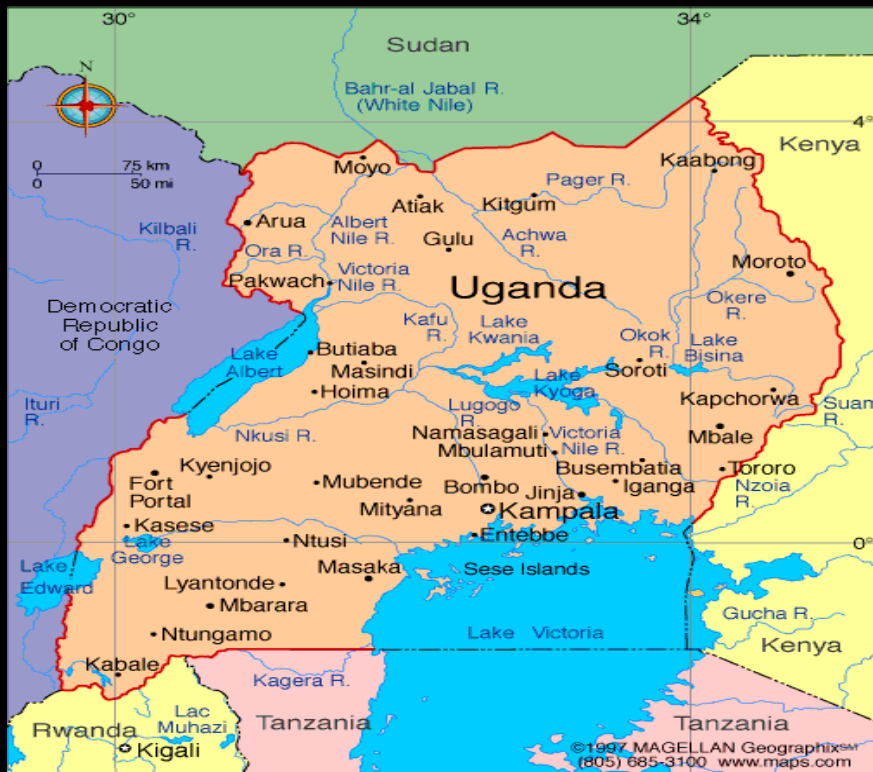 30°
34°
Sudan
N
Bahr-al Jabal R.
(White Nile)
4°
Kenya
0
75 km
0
50 mi
Moyo
Kaabong
Pager R.
Atiak
Kitgum
Kilbali
R.
Arua
Albert
Nile R.
Achwa
R.
Ora R.
Gulu
Moroto
Pakwach
Victoria
Nile R.
Uganda
Okere
R.
Democratic
Republic
of Congo
Kafu
R.
Lake
Kwania
Okok
R.
Lake
Bisina
Lake
Albert
Butiaba
Masindi
Soroti
Hoima
Lake
Kyoga
Kapchorwa
Ituri
R.
Lugogo
R.
Suam
R.
Nkusi R.
Namasagali
Victoria
Nile R.
Mbale
Mbulamuti
Kyenjojo
Busembatia
Tororo
Fort
Portal
Mubende
Bombo
Jinja
Iganga
Nzoia
R.
Mityana
Kampala
Kasese
Entebbe
0°
Lake
George
Ntusi
Lake
Edward
Masaka
Sese Islands
Lyantonde
Mbarara
Gucha R.
Ntungamo
Lake Victoria
Kenya
Kabale
Kagera R.
Lac
Muhazi
Rwanda
Tanzania
Tanzania
Kigali
©1997 MAGELLAN Geographix℠
(805) 685-3100 www.maps.com